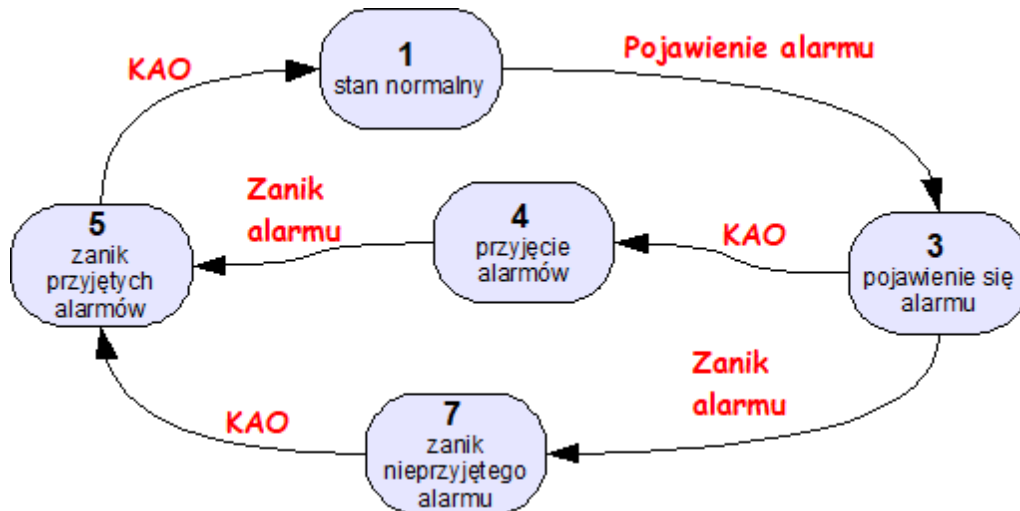 KAO
1
stan normalny
Pojawienie alarmu
Zanik
alarmu
5
zanik
przyjętych
alarmów
4
przyjęcie
alarmów
KAO
3
pojawienie się
alarmu
Zanik
alarmu
KAO
7
zanik
nieprzyjętego
alarmu